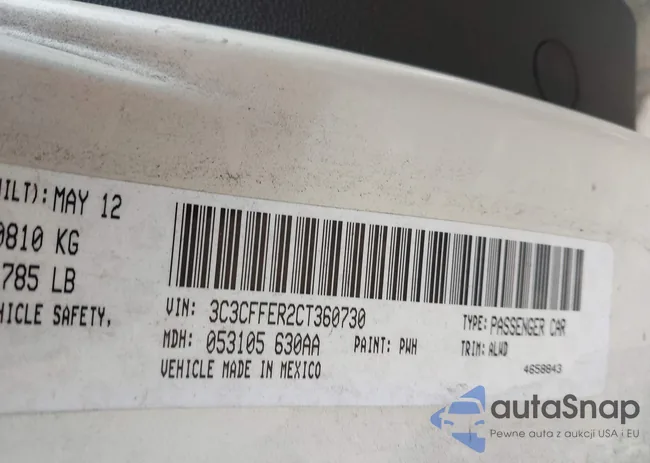 UILT): MAY 12
0810 KG
785 LB
HICLE SAFETY,
VIN: 3C3CFFER2CT360730
TYPE: PASSENGER CAR
MDH: 053105 630AA
PAINT: PWH
TRIM: ALWD
VEHICLE MADE IN MEXICO
4658843
autaSnap
Pewne auta z aukcji USA i EU